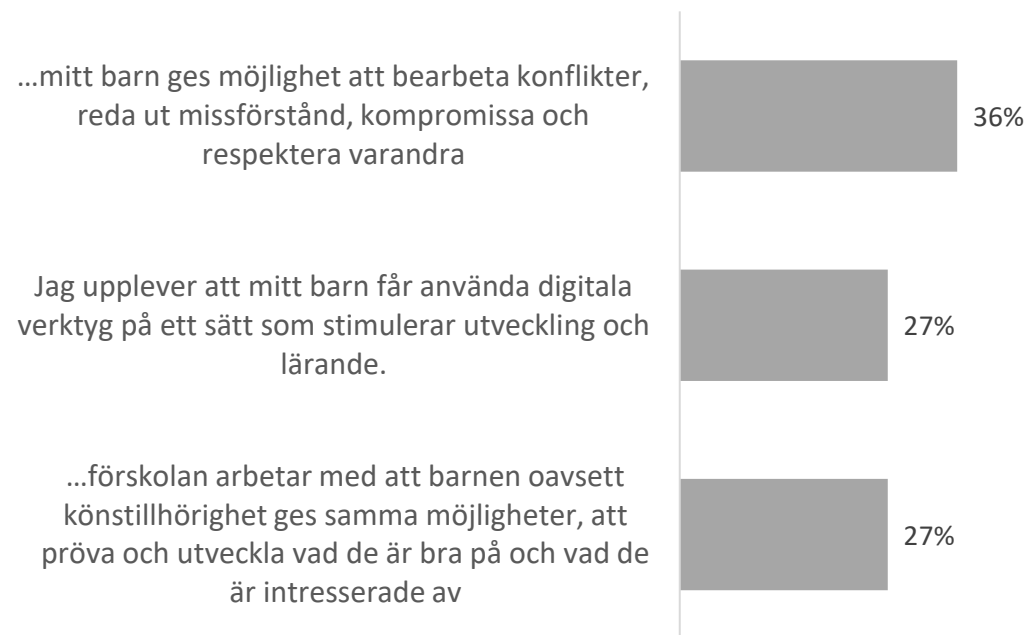 …mitt barn ges möjlighet att bearbeta konflikter,
reda ut missförstånd, kompromissa och
respektera varandra
36%
Jag upplever att mitt barn får använda digitala
verktyg på ett sätt som stimulerar utveckling och
lärande.
27%
…förskolan arbetar med att barnen oavsett
könstillhörighet ges samma möjligheter, att
pröva och utveckla vad de är bra på och vad de
är intresserade av
27%